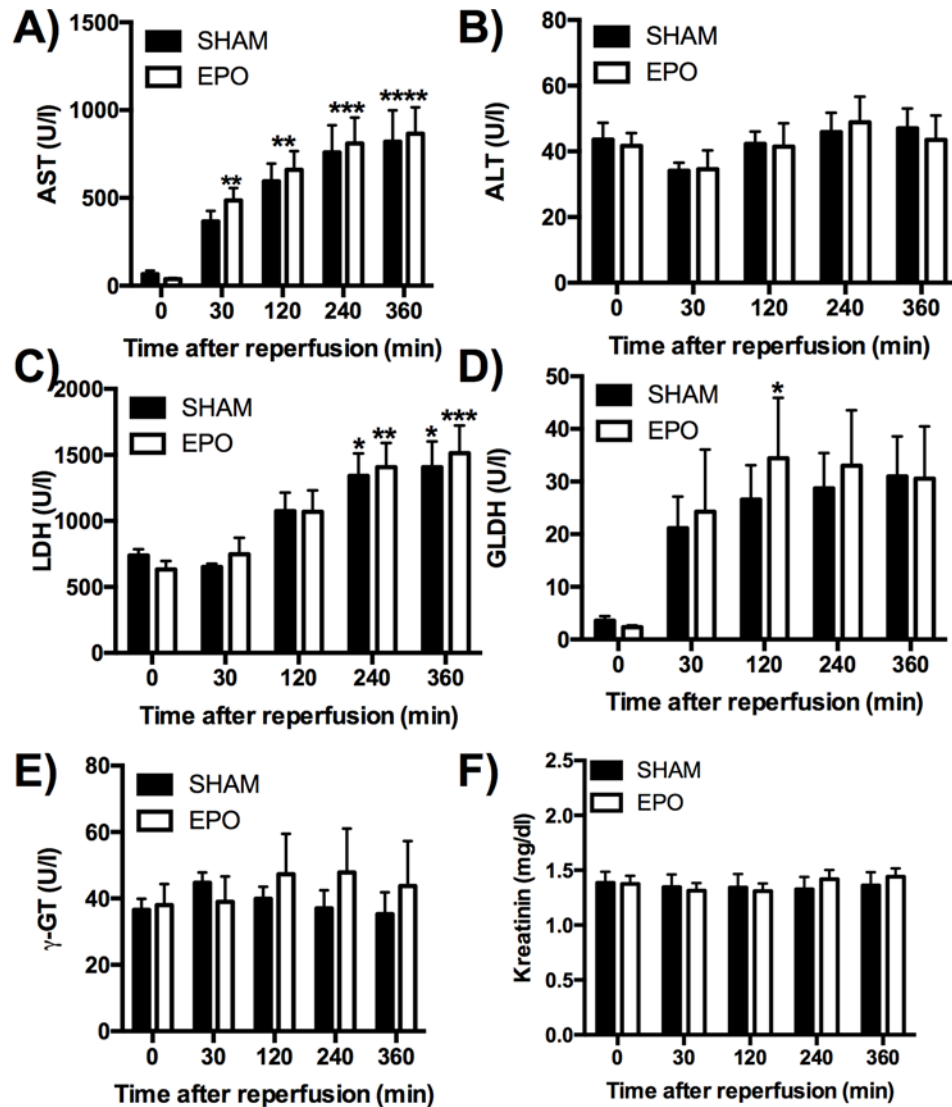 A)
AST (U/l)
1500
1000
500
0
SHAM
EPO
**
**
***
****
0 30 120 240 360
Time after reperfusion (min)
B)
ALT (U/l)
80
60
40
20
0
SHAM
EPO
0 30 120 240 360
Time after reperfusion (min)
C)
LDH (U/l)
2000
1500
1000
500
0
SHAM
EPO
* ** * ***
0 30 120 240 360
Time after reperfusion (min)
D)
GLDH (U/l)
50
40
30
20
10
0
SHAM
EPO
*
0 30 120 240 360
Time after reperfusion (min)
E)
γ-GT (U/l)
80
60
40
20
0
SHAM
EPO
0 30 120 240 360
Time after reperfusion (min)
F)
Kreatinin (mg/dl)
2.5
2.0
1.5
1.0
0.5
0.0
SHAM
EPO
0 30 120 240 360
Time after reperfusion (min)